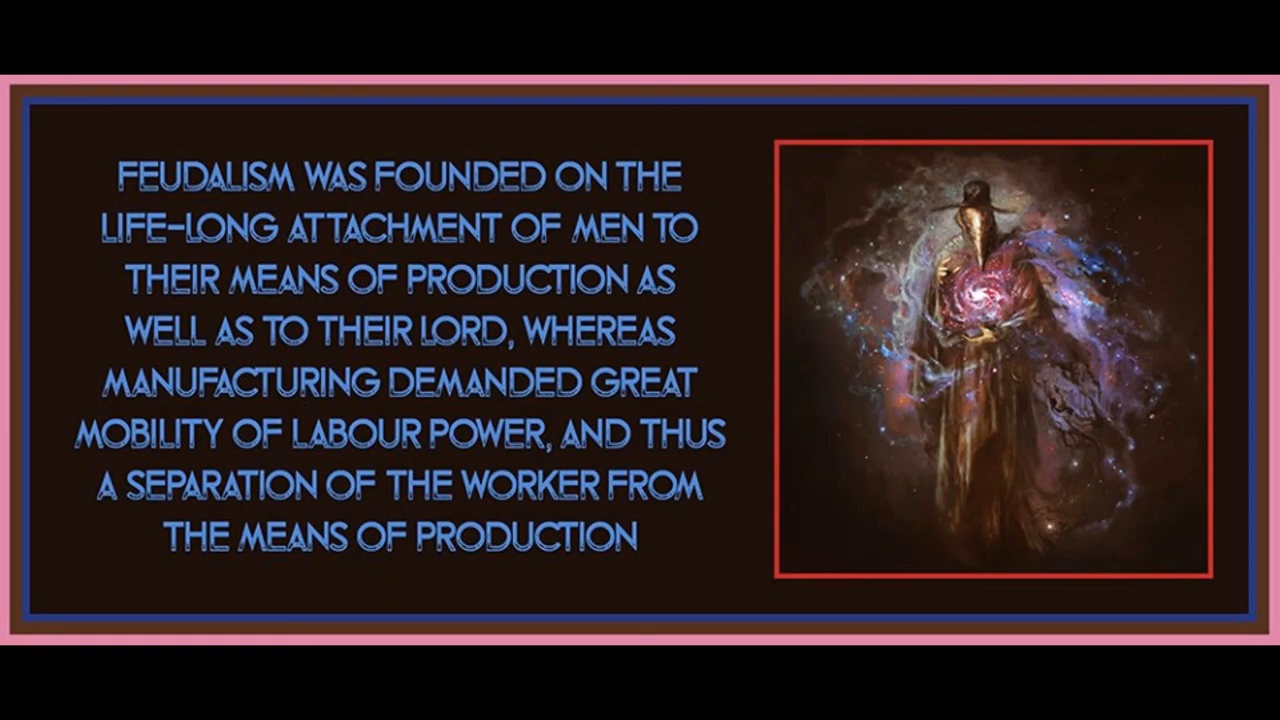 FEUDALISM WAS FOUNDED ON THE
LIFE-LONG ATTACHMENT OF MEN TO
THEIR MEANS OF PRODUCTION AS
WELL AS TO THEIR LORD, WHEREAS
MANUFACTURING DEMANDED GREAT
MOBILITY OF LABOUR POWER, AND THUS
A SEPARATION OF THE WORKER FROM
THE MEANS OF PRODUCTION